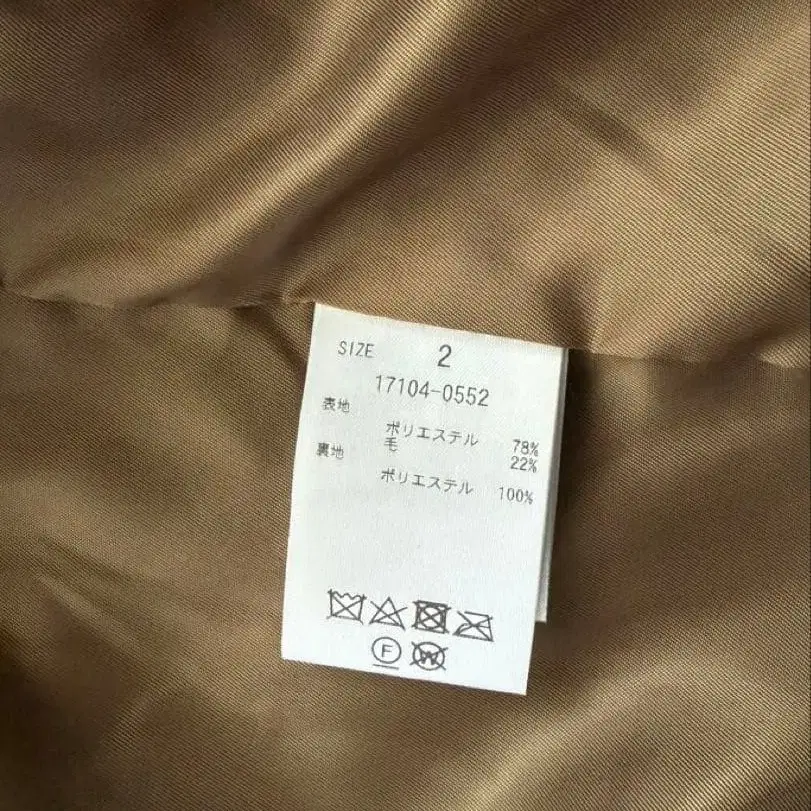 SIZE 2
17104-0552
表地
ポリエステル 78%
毛 22%
裏地
ポリエステル 100%
F
W